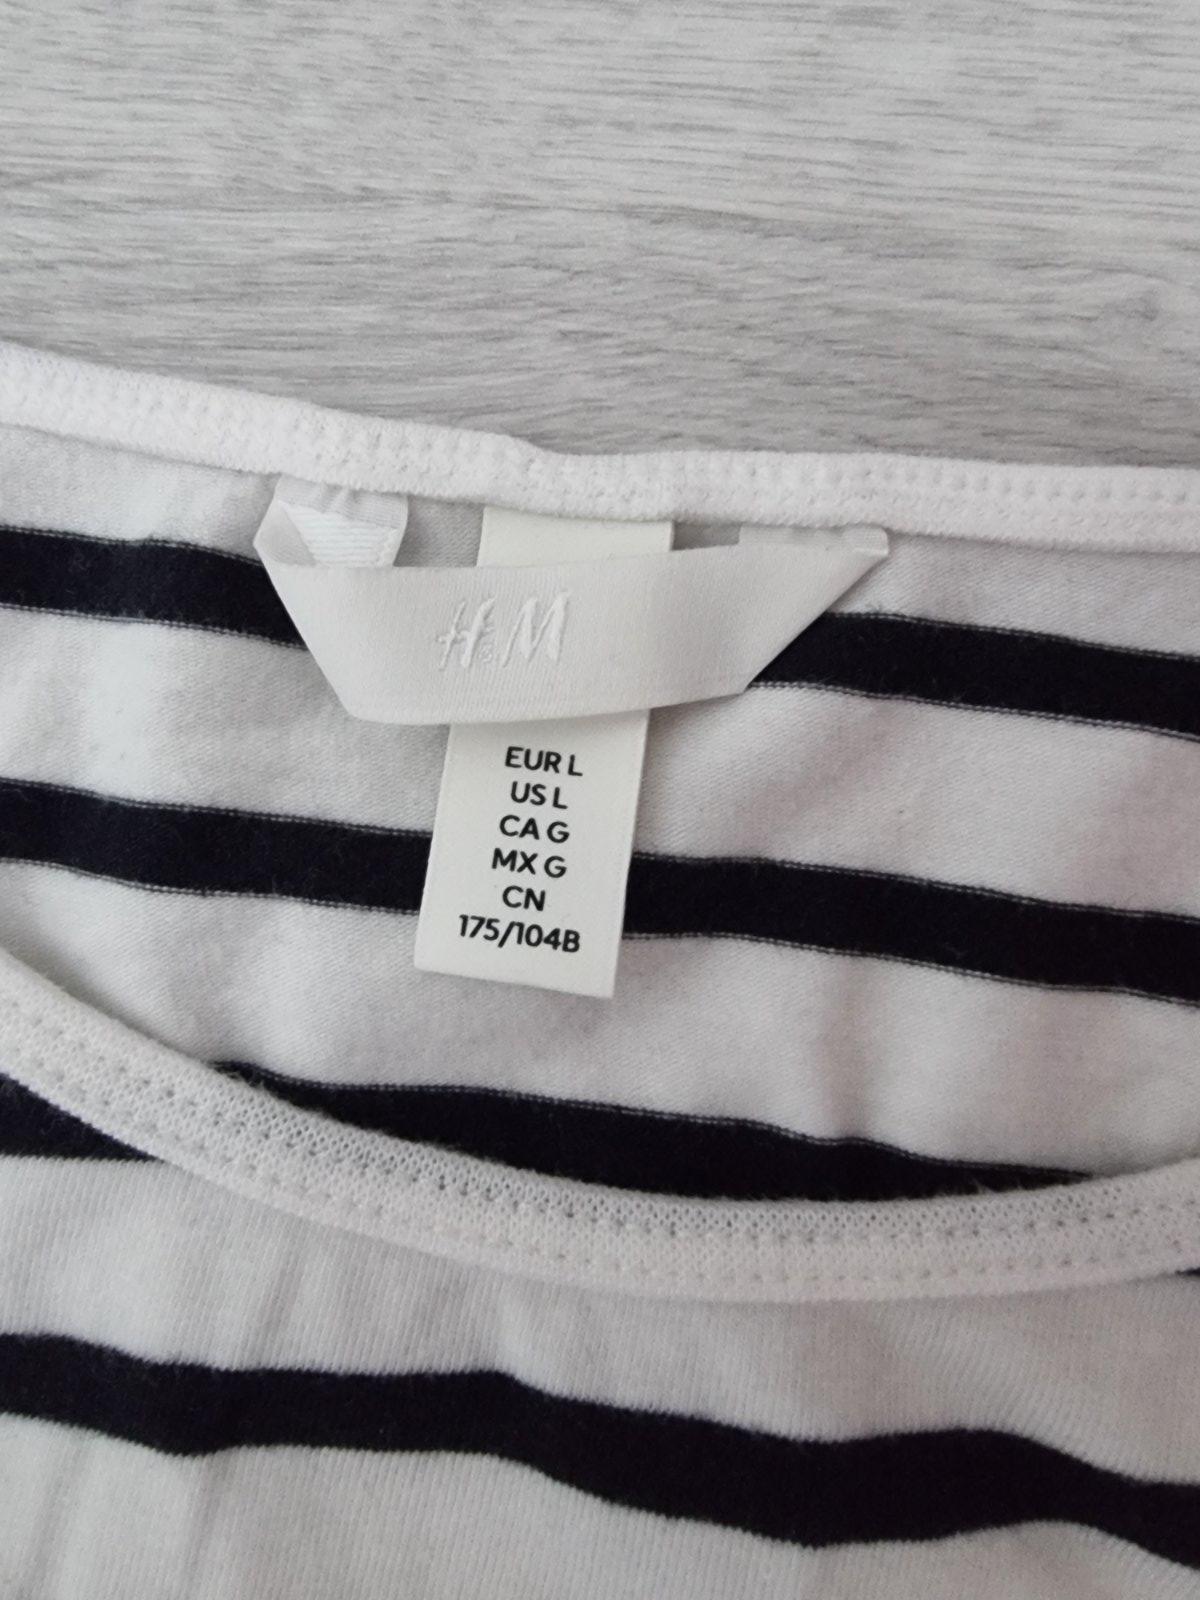 H&M
EUR L
US L
CA G
MX G
CN
175/104B